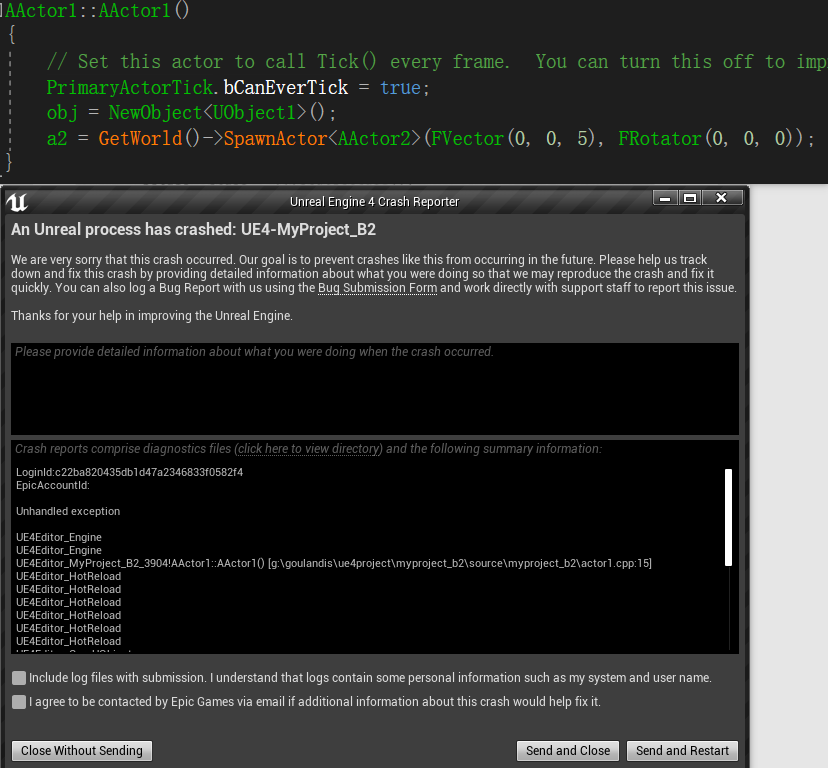 AActor1::AActor1()
{
// Set this actor to call Tick() every frame.  You can turn this off to
PrimaryActorTick.bCanEverTick = true;
obj = NewObject<UObject1>();
a2 = GetWorld()->SpawnActor<AActor2>(FVector(0, 0, 5), FRotator(0, 0, 0));
}
Unreal Engine 4 Crash Reporter
An Unreal process has crashed: UE4-MyProject_B2
We are very sorry that this crash occurred. Our goal is to prevent crashes like this from occurring in the future. Please help us track
down and fix this crash by providing detailed information about what you were doing so that we may reproduce the crash and fix it
quickly. You can also log a Bug Report with us using the Bug Submission Form and work directly with support staff to report this issue.
Thanks for your help in improving the Unreal Engine.
Please provide detailed information about what you were doing when the crash occurred.
Crash reports comprise diagnostics files (click here to view directory) and the following summary information:
LoginId:c22ba820435db1d47a2346833f0582f4
EpicAccountId:
Unhandled exception
UE4Editor_Engine
UE4Editor_Engine
UE4Editor_MyProject_B2_3904!AActor1::AActor1() [g:\goulandis\ue4project\myproject_b2\source\myproject_b2\actor1.cpp:15]
UE4Editor_HotReload
UE4Editor_HotReload
UE4Editor_HotReload
UE4Editor_HotReload
UE4Editor_HotReload
UE4Editor_HotReload
Include log files with submission. I understand that logs contain some personal information such as my system and user name.
I agree to be contacted by Epic Games via email if additional information about this crash would help fix it.
Close Without Sending
Send and Close
Send and Restart